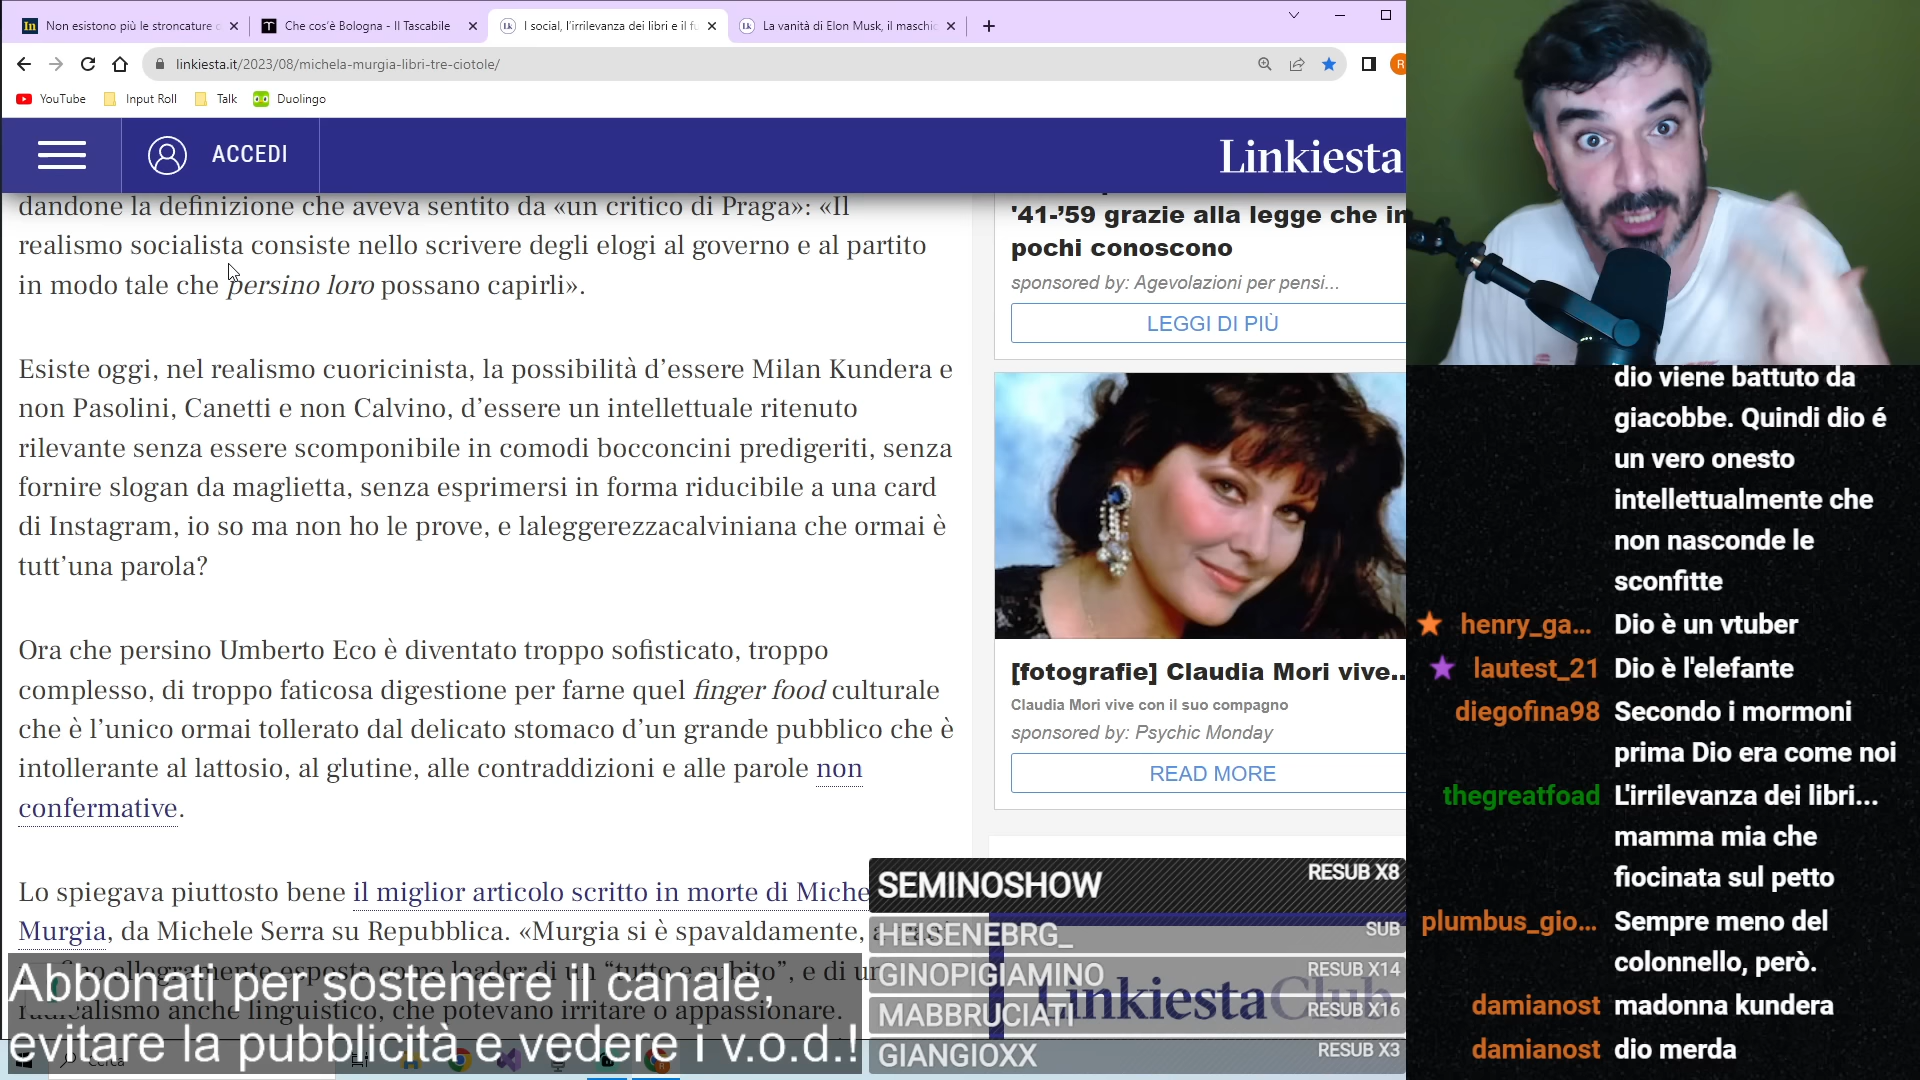 Non esistono più le stroncature
Che cos'è Bologna - Il Tascabile
I social, l'irrilevanza dei libri e il fu
La vanità di Elon Musk, il maschic
linkiesta.it/2023/08/michela-murgia-libri-tre-ciotole/
YouTube
Input Roll
Talk
Duolingo
ACCEDI
Linkiesta
dandone la definizione che aveva sentito da «un critico di Praga»: «Il
realismo socialista consiste nello scrivere degli elogi al governo e al partito
in modo tale che persino loro possano capirli».
Esiste oggi, nel realismo cuoricinista, la possibilità d'essere Milan Kundera e
non Pasolini, Canetti e non Calvino, d'essere un intellettuale ritenuto
rilevante senza essere scomponibile in comodi bocconcini predigeriti, senza
fornire slogan da maglietta, senza esprimersi in forma riducibile a una card
di Instagram, io so ma non ho le prove, e laleggerezzacalviniana che ormai è
tutt'una parola?
Ora che persino Umberto Eco è diventato troppo sofisticato, troppo
complesso, di troppo faticosa digestione per farne quel finger food culturale
che è l'unico ormai tollerato dal delicato stomaco d'un grande pubblico che è
intollerante al lattosio, al glutine, alle contraddizioni e alle parole non
confermative.
Lo spiegava piuttosto bene il miglior articolo scritto in morte di Miche
Murgia, da Michele Serra su Repubblica. «Murgia si è spavaldamente,
allegramente esposta come leader di un "tutto e subito", e di un
radicalismo anche linguistico, che potevano irritare o appassionare.
Abbonati per sostenere il canale,
evitare la pubblicità e vedere i v.o.d.!
Cerca
'41-'59 grazie alla legge che in
pochi conoscono
sponsored by: Agevolazioni per pensi...
LEGGI DI PIÙ
[fotografie] Claudia Mori vive..
Claudia Mori vive con il suo compagno
sponsored by: Psychic Monday
READ MORE
LinkiestaClub
SEMINOSHOW RESUB X8
HEISENEBRG_ SUB
GINOPIGIAMINO RESUB X14
MABBRUCIATI RESUB X16
GIANGIOXX RESUB X3
dio viene battuto da
giacobbe. Quindi dio é
un vero onesto
intellettualmente che
non nasconde le
sconfitte
henry_ga... Dio è un vtuber
lautest_21 Dio è l'elefante
diegofina98 Secondo i mormoni
prima Dio era come noi
thegreatfoad L'irrilevanza dei libri...
mamma mia che
fiocinata sul petto
plumbus_gio... Sempre meno del
colonnello, però.
damianost madonna kundera
damianost dio merda